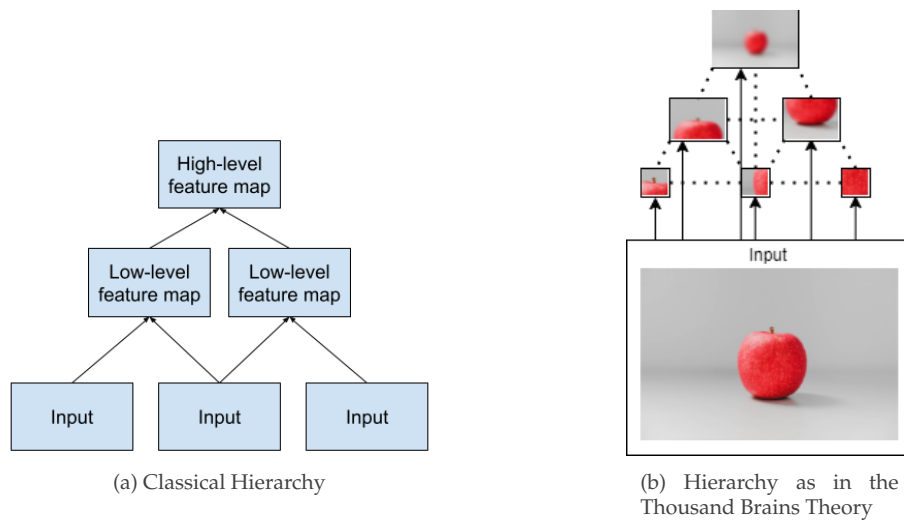 High-level
feature map
Low-level
feature map
Low-level
feature map
Input
Input
Input
(a) Classical Hierarchy
Input
(b) Hierarchy as in the
Thousand Brains Theory